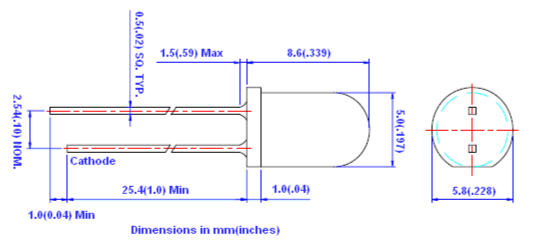 0.5(.02) SQ. TYP.
1.5(.59) Max
8.6(.339)
2.54(.10) NOM.
5.0(.197)
Cathode
25.4(1.0) Min
1.0(.04)
5.8(.228)
1.0(0.04) Min
Dimensions in mm(inches)